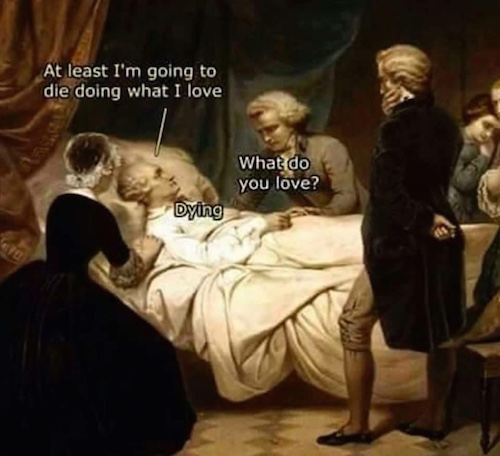 At least I'm going to
die doing what I love
What do
you love?
Dying